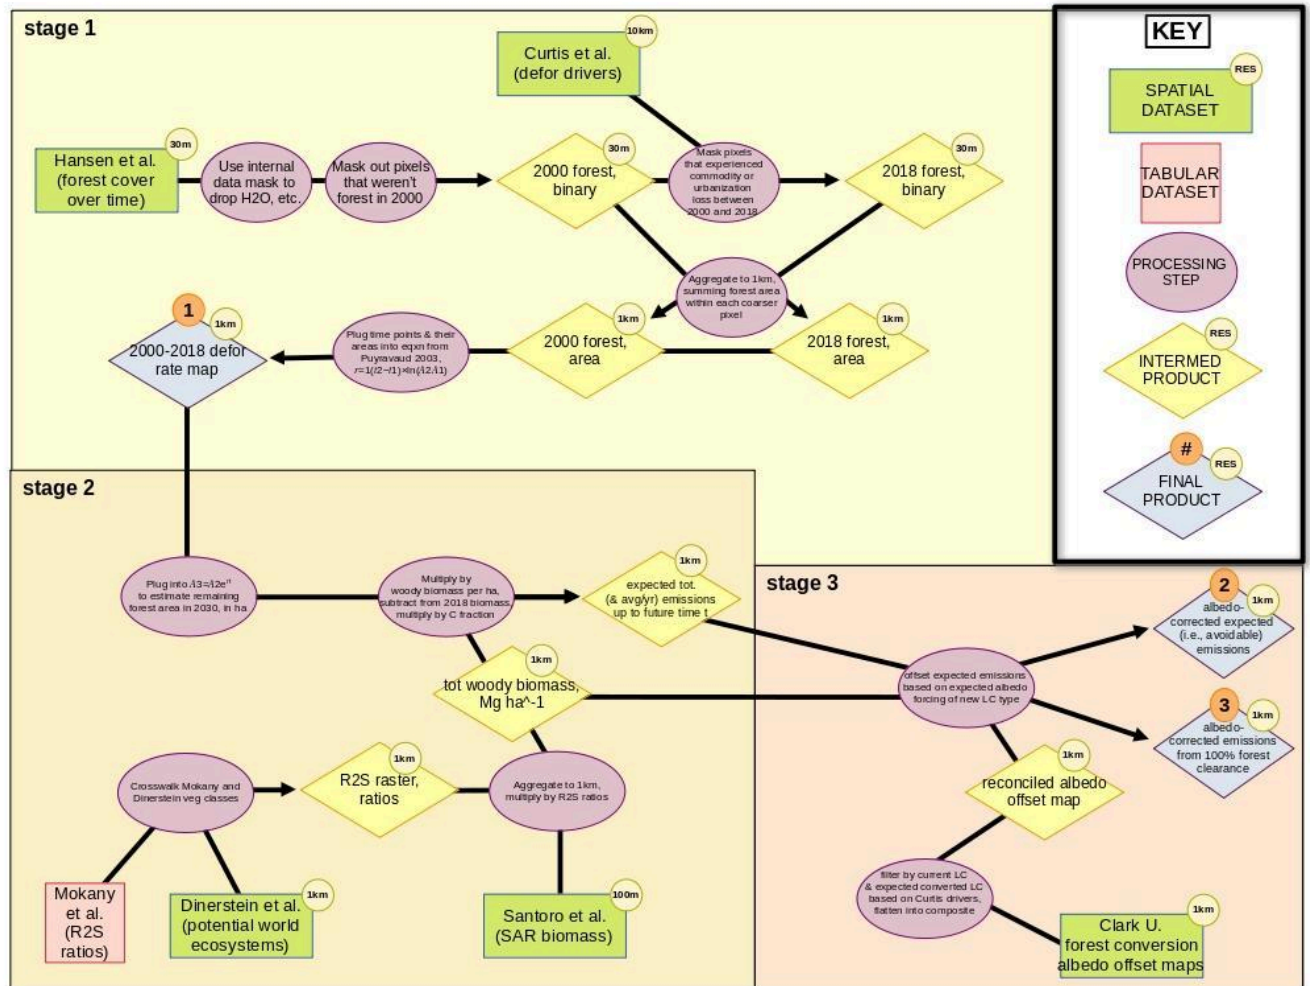 stage 1
10km
Curtis et al.
(defor drivers)
30m
Hansen et al.
(forest cover
over time)
Use internal
data mask to
drop H2O, etc.
Mask out pixels
that weren't
forest in 2000
30m
2000 forest,
binary
Mask pixels
that experienced
commodity or
urbanization
loss between
2000 and 2018
30m
2018 forest,
binary
Aggregate to 1km,
summing forest area
within each coarser
pixel
1
1km
2000-2018 defor
rate map
Plug time points & their
areas into eqxn from
Puyravaud 2003,
1km
2000 forest,
area
1km
2018 forest,
area
KEY
RES
SPATIAL
DATASET
TABULAR
DATASET
PROCESSING
STEP
RES
INTERMED
PRODUCT
#
RES
FINAL
PRODUCT
stage 2
Plug into
to estimate remaining
forest area in 2030, in ha
Multiply by
woody biomass per ha,
subtract from 2018 biomass,
multiply by C fraction
1km
expected tot.
(& avg/yr) emissions
up to future time t
1km
tot woody biomass,
Mg ha^-1
Crosswalk Mokany and
Dinerstein veg classes
1km
R2S raster,
ratios
Aggregate to 1km,
multiply by R2S ratios
Mokany
et al.
(R2S
ratios)
1km
Dinerstein et al.
(potential world
ecosystems)
100m
Santoro et al.
(SAR biomass)
stage 3
2
1km
albedo-
corrected expected
(i.e., avoidable)
emissions
offset expected emissions
based on expected albedo
forcing of new LC type
3
1km
albedo-
corrected emissions
from 100% forest
clearance
1km
reconciled albedo
offset map
filter by current LC
& expected converted LC
based on Curtis drivers,
flatten into composite
1km
Clark U.
forest conversion
albedo offset maps